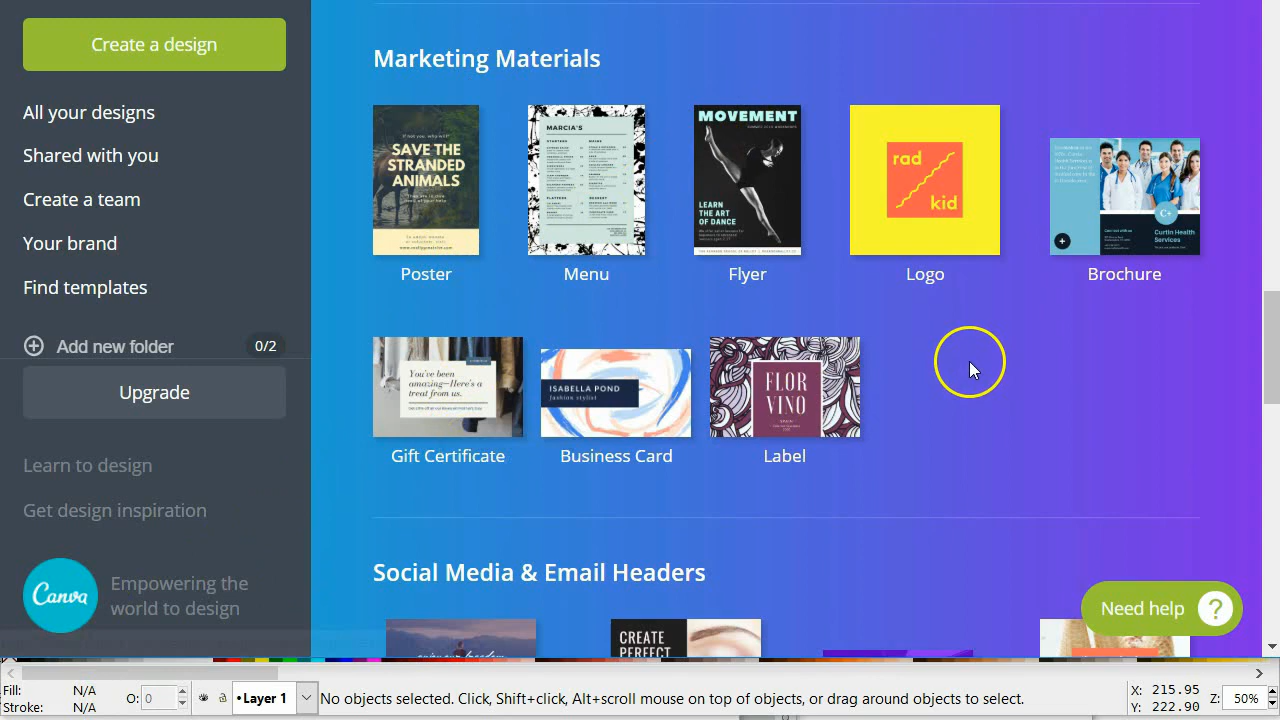 Create a design
All your designs
Shared with you
Create a team
Your brand
Find templates
Add new folder
0/2
Upgrade
Learn to design
Get design inspiration
Canva
Empowering the
world to design
Marketing Materials
SAVE THE
STRANDED
ANIMALS
Poster
MARCIA'S
Menu
MOVEMENT
LEARN
THE ART
OF DANCE
Flyer
rad
kid
Logo
C+
Curtin Health
Services
Brochure
You've been
amazing—Here's a
treat from us.
Gift Certificate
ISABELLA POND
fashion stylist
Business Card
FLOR
VINO
Label
Social Media & Email Headers
CREATE
PERFECT
Need help
?
Fill:
N/A
Stroke:
N/A
O:
0
•Layer 1
No objects selected. Click, Shift+click, Alt+scroll mouse on top of objects, or drag around objects to select.
X:
215.95
Y:
222.90
Z:
50%